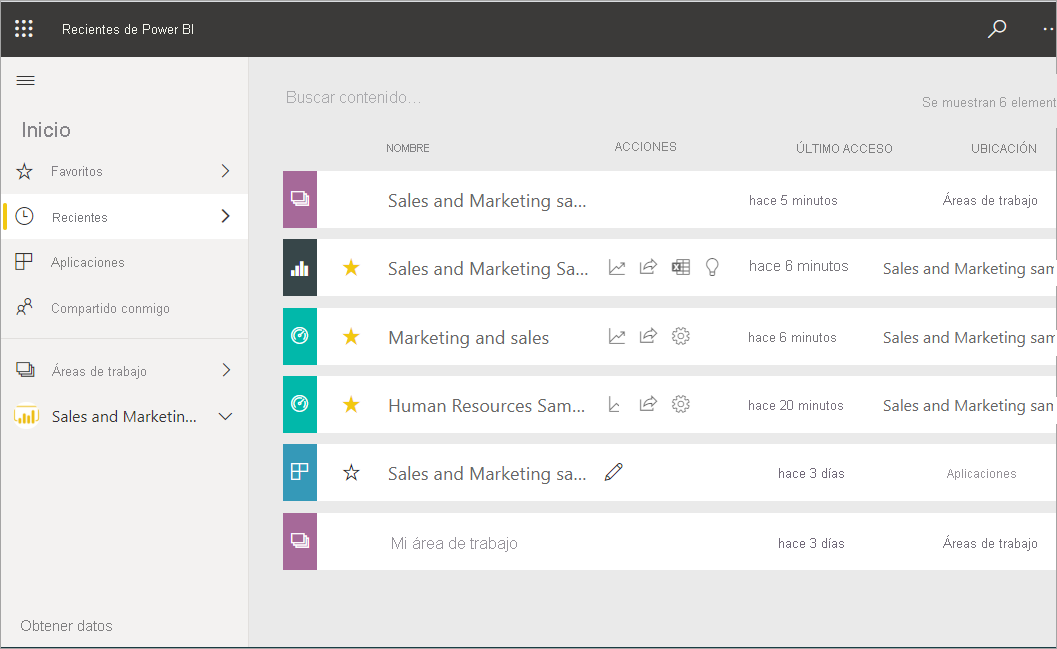 Recientes de Power BI
Inicio
Favoritos
Recientes
Aplicaciones
Compartido conmigo
Áreas de trabajo
Sales and Marketin...
Obtener datos
Buscar contenido...
Se muestran 6 element
NOMBRE ACCIONES ÚLTIMO ACCESO UBICACIÓN
Sales and Marketing sa... hace 5 minutos Áreas de trabajo
Sales and Marketing Sa... hace 6 minutos Sales and Marketing sam
Marketing and sales hace 6 minutos Sales and Marketing sam
Human Resources Sam... hace 20 minutos Sales and Marketing sam
Sales and Marketing sa... hace 3 días Aplicaciones
Mi área de trabajo hace 3 días Áreas de trabajo